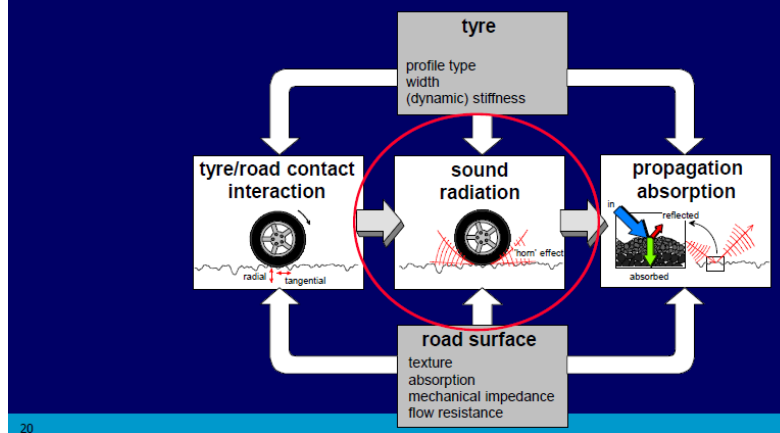 tyre
profile type
width
(dynamic) stiffness
tyre/road contact
interaction
radial
tangential
sound
radiation
'horn' effect
propagation
absorption
in
reflected
absorbed
road surface
texture
absorption
mechanical impedance
flow resistance
20